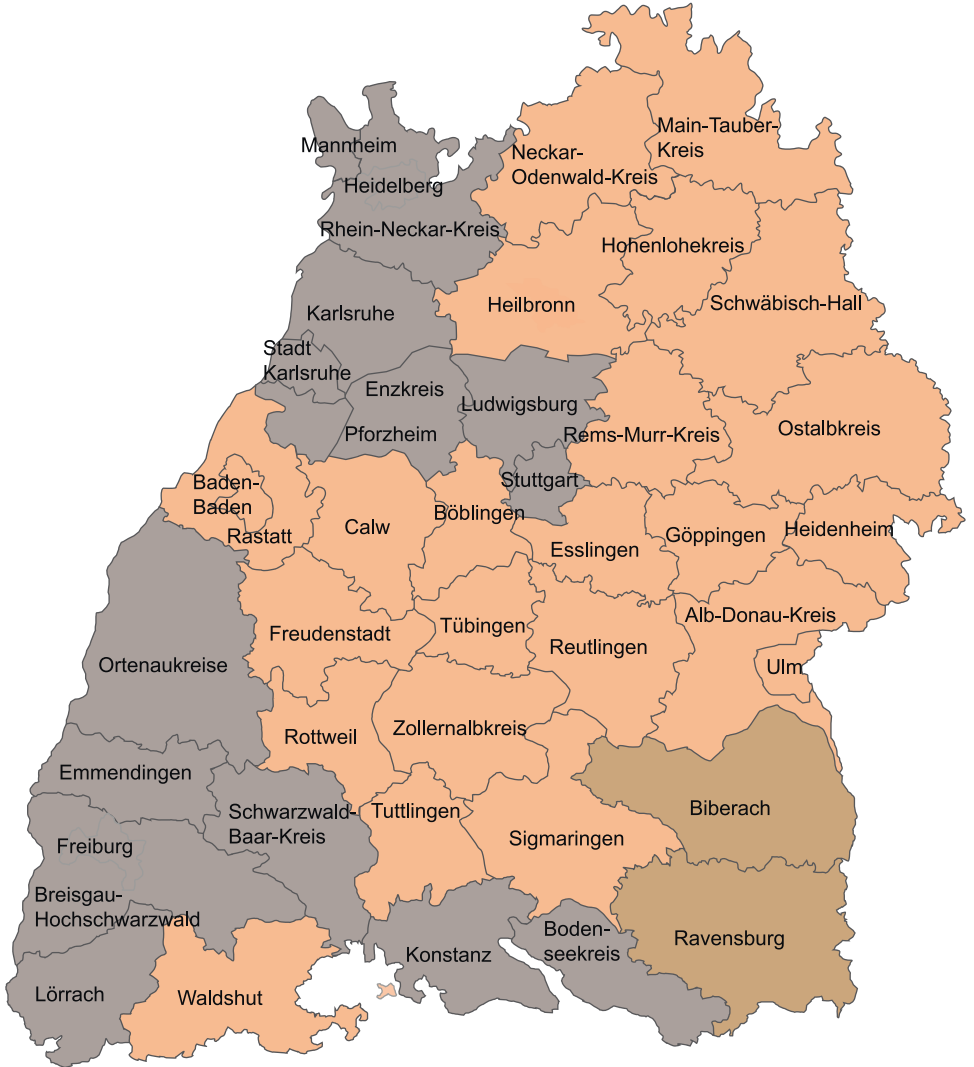 Main-Tauber-
Kreis
Mannheim
Neckar-
Odenwald-Kreis
Heidelberg
Rhein-Neckar-Kreis
Hohenlohekreis
Heilbronn
Schwäbisch-Hall
Karlsruhe
Stadt
Karlsruhe
Enzkreis
Ludwigsburg
Pforzheim
Rems-Murr-Kreis
Ostalbkreis
Stuttgart
Baden-
Baden
Rastatt
Calw
Böblingen
Esslingen
Göppingen
Heidenheim
Alb-Donau-Kreis
Freudenstadt
Tübingen
Reutlingen
Ortenaukreise
Ulm
Rottweil
Zollernalbkreis
Emmendingen
Schwarzwald-
Baar-Kreis
Tuttlingen
Biberach
Sigmaringen
Freiburg
Breisgau-
Hochschwarzwald
Boden-
seekreis
Konstanz
Ravensburg
Lörrach
Waldshut